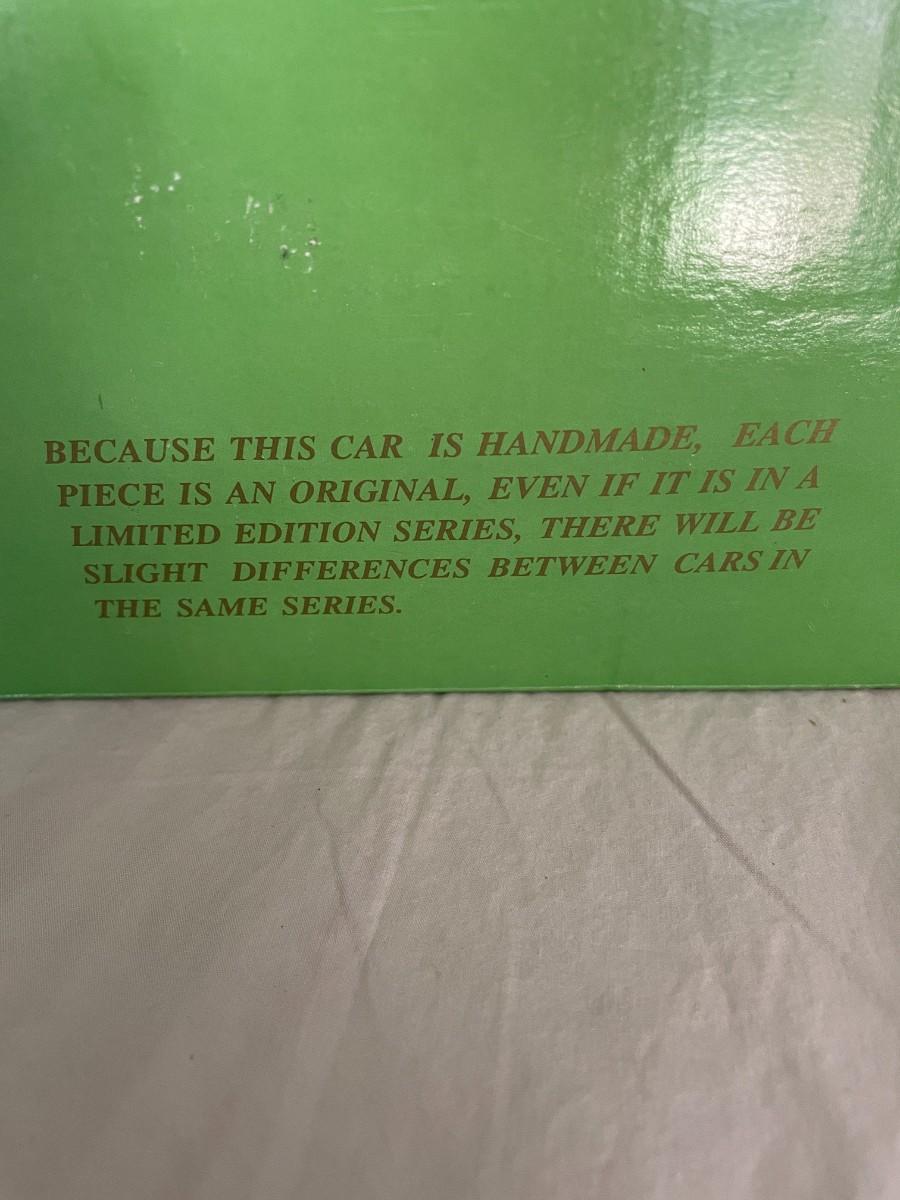 BECAUSE THIS CAR IS HANDMADE, EACH
PIECE IS AN ORIGINAL, EVEN IF IT IS IN A
LIMITED EDITION SERIES, THERE WILL BE
SLIGHT DIFFERENCES BETWEEN CARS IN
THE SAME SERIES.